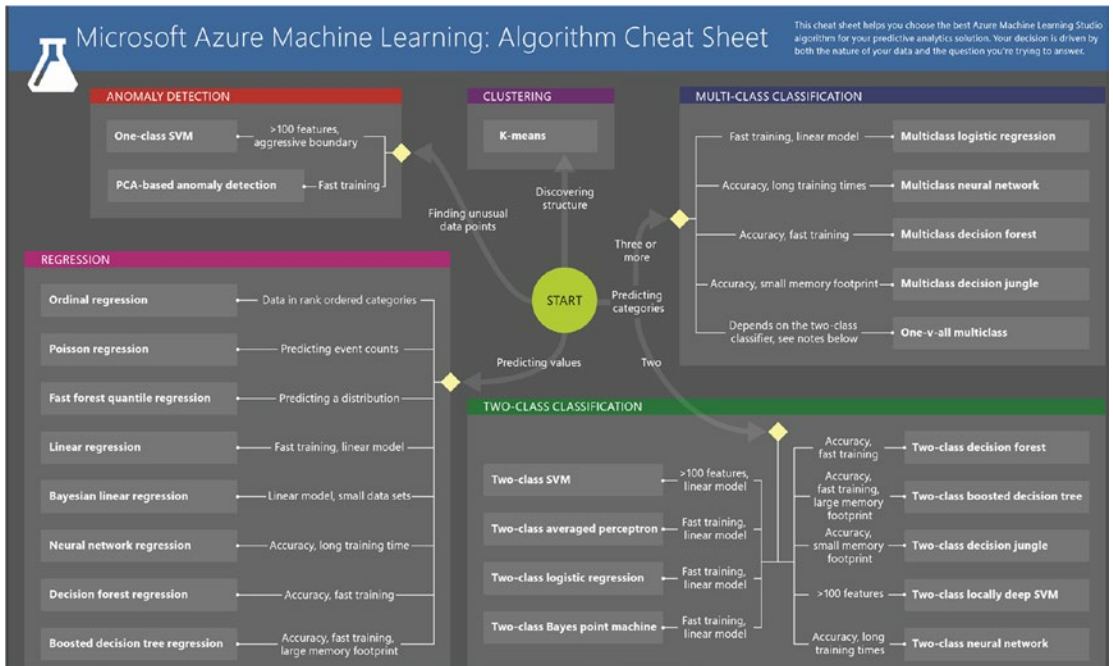 Microsoft Azure Machine Learning: Algorithm Cheat Sheet
This cheat sheet helps you choose the best Azure Machine Learning Studio
algorithm for your predictive analytics solution. Your decision is driven by
both the nature of your data and the question you're trying to answer.
ANOMALY DETECTION
One-class SVM
>100 features,
aggressive boundary
PCA-based anomaly detection
Fast training
CLUSTERING
K-means
MULTI-CLASS CLASSIFICATION
Fast training, linear model
Multiclass logistic regression
Accuracy, long training times
Multiclass neural network
Accuracy, fast training
Multiclass decision forest
Accuracy, small memory footprint
Multiclass decision jungle
Depends on the two-class
classifier, see notes below
One-v-all multiclass
Finding unusual
data points
Discovering
structure
Three or
more
START
Predicting
categories
Predicting values
Two
REGRESSION
Ordinal regression
Data in rank ordered categories
Poisson regression
Predicting event counts
Fast forest quantile regression
Predicting a distribution
Linear regression
Fast training, linear model
Bayesian linear regression
Linear model, small data sets
Neural network regression
Accuracy, long training time
Decision forest regression
Accuracy, fast training
Boosted decision tree regression
Accuracy, fast training,
large memory footprint
TWO-CLASS CLASSIFICATION
Two-class SVM
>100 features,
linear model
Two-class averaged perceptron
Fast training,
linear model
Two-class logistic regression
Fast training,
linear model
Two-class Bayes point machine
Fast training,
linear model
Accuracy,
fast training
Two-class decision forest
Accuracy,
fast training,
large memory
footprint
Two-class boosted decision tree
Accuracy,
small memory
footprint
Two-class decision jungle
>100 features
Two-class locally deep SVM
Accuracy, long
training times
Two-class neural network